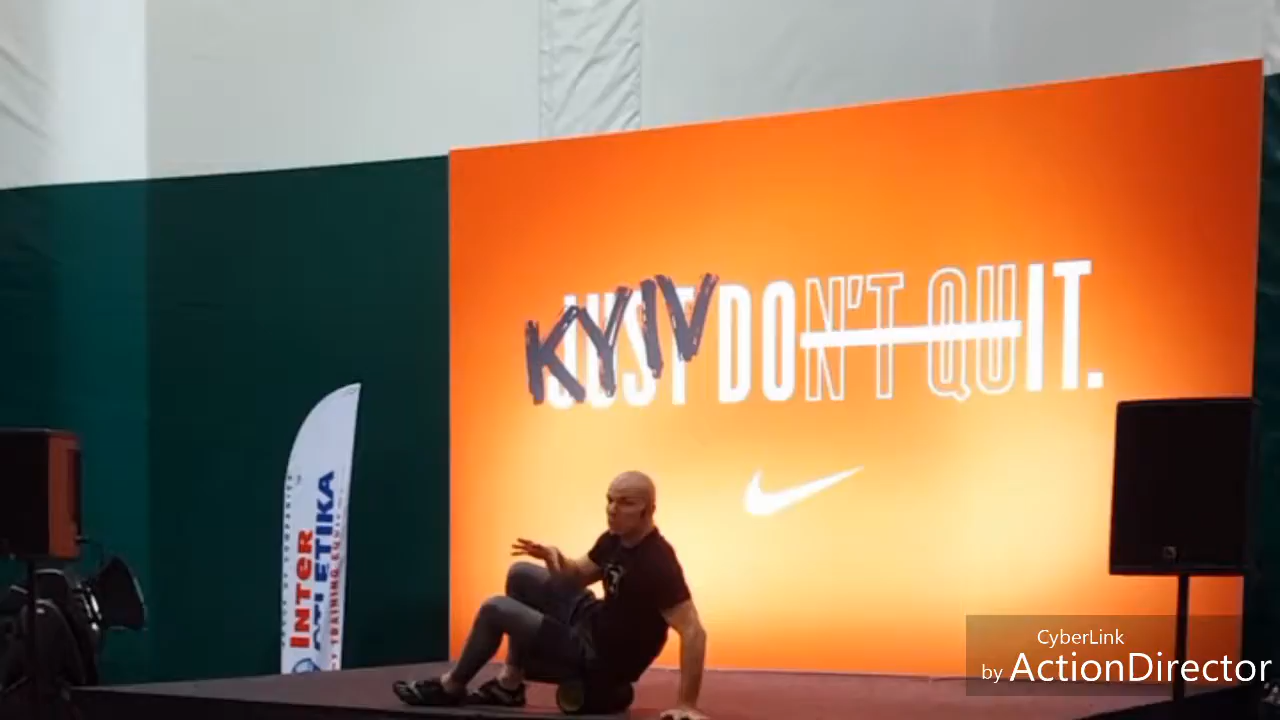 KYIV
JUST DON'T QUIT.
INTER
ATLETIKA
CyberLink
by ActionDirector